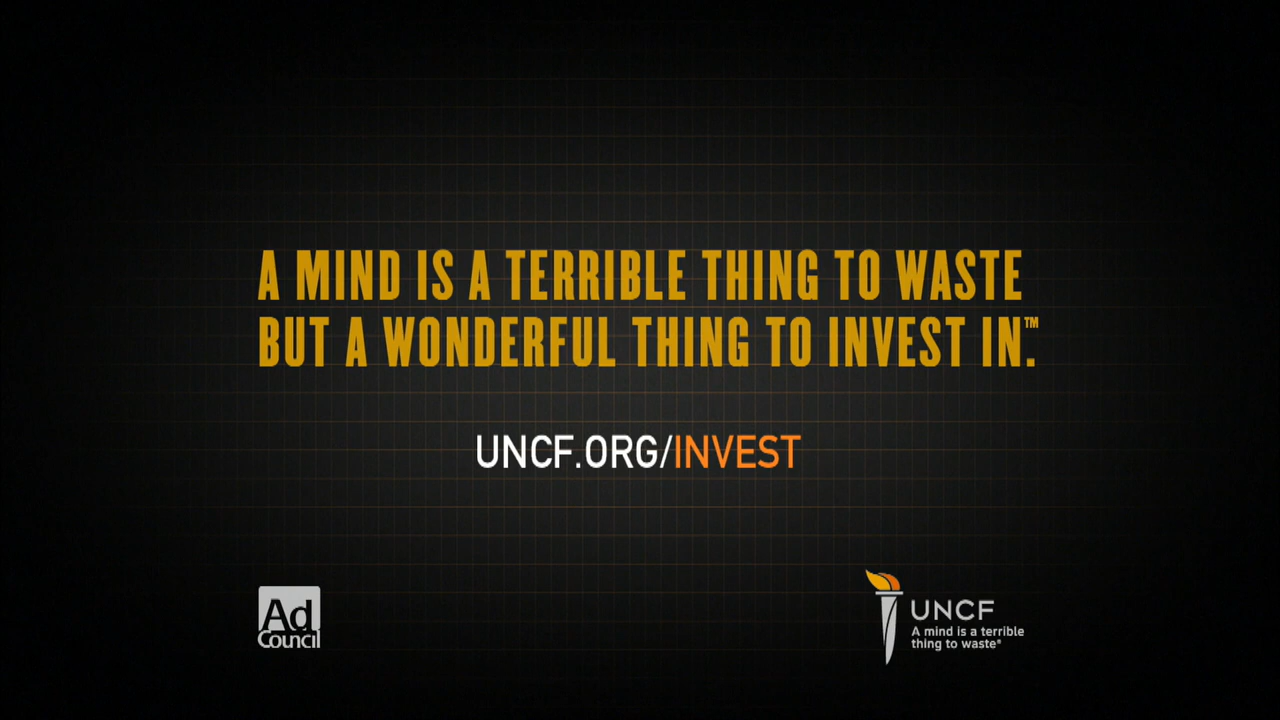 A MIND IS A TERRIBLE THING TO WASTE
BUT A WONDERFUL THING TO INVEST IN.™
UNCF.ORG/INVEST
Ad
Council
UNCF
A mind is a terrible
thing to waste®